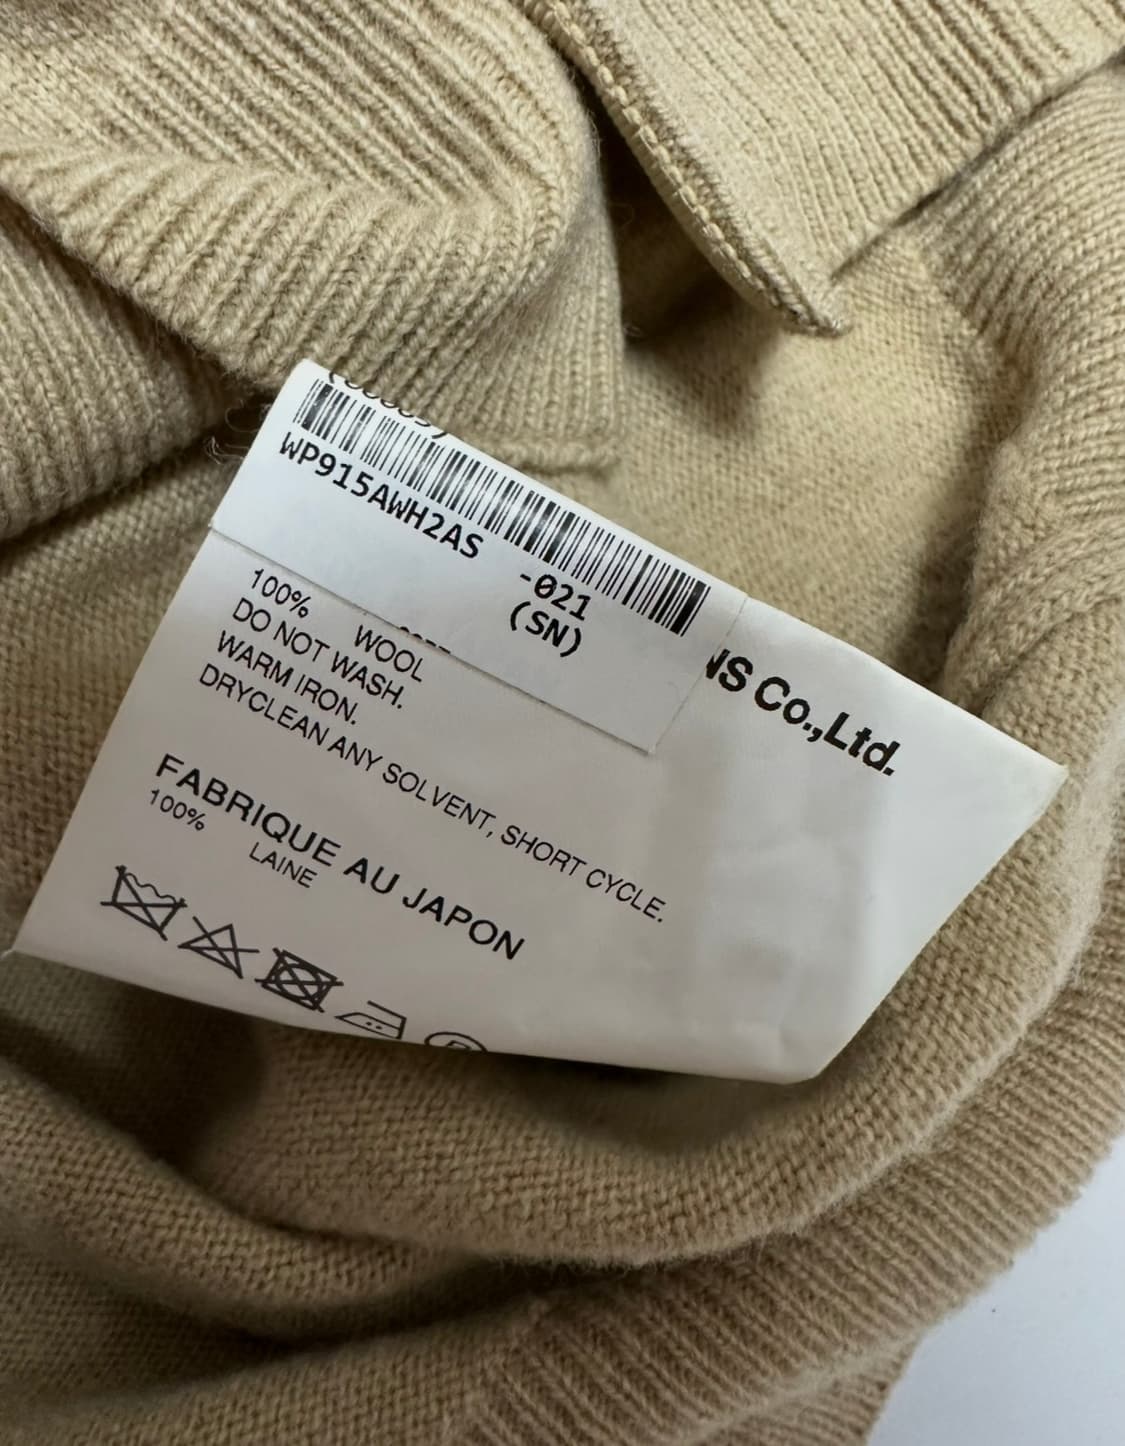 WP915AWH2AS
-021
(SN)
NS Co.,Ltd.
100% WOOL
DO NOT WASH.
WARM IRON.
DRYCLEAN ANY SOLVENT, SHORT CYCLE.
FABRIQUE AU JAPON
100% LAINE